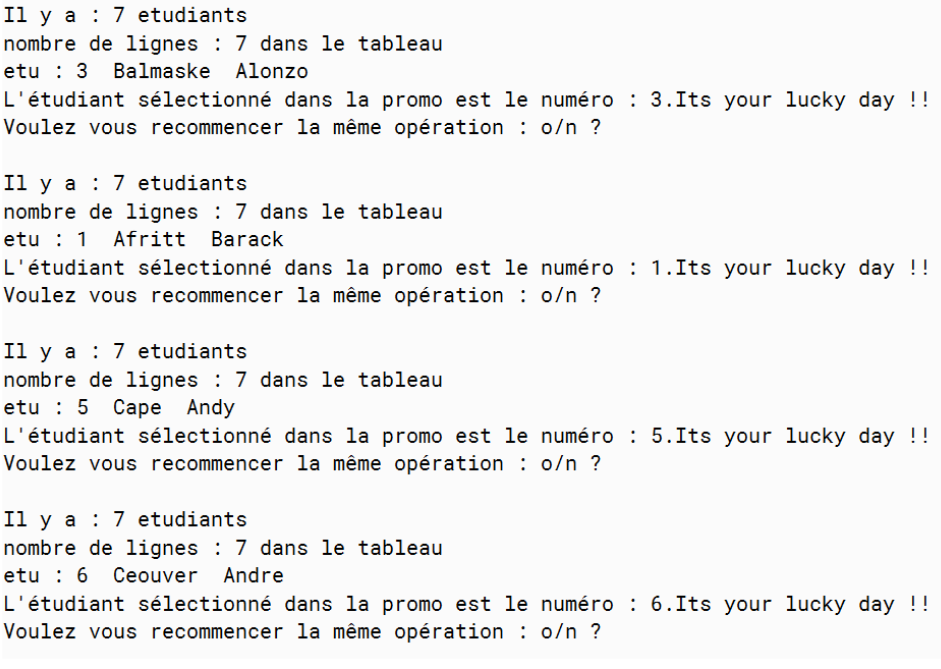 Il y a : 7 etudiants
nombre de lignes : 7 dans le tableau
etu : 3  Balmaske  Alonzo
L'étudiant sélectionné dans la promo est le numéro : 3.Its your lucky day !!
Voulez vous recommencer la même opération : o/n ?
Il y a : 7 etudiants
nombre de lignes : 7 dans le tableau
etu : 1  Afritt  Barack
L'étudiant sélectionné dans la promo est le numéro : 1.Its your lucky day !!
Voulez vous recommencer la même opération : o/n ?
Il y a : 7 etudiants
nombre de lignes : 7 dans le tableau
etu : 5  Cape  Andy
L'étudiant sélectionné dans la promo est le numéro : 5.Its your lucky day !!
Voulez vous recommencer la même opération : o/n ?
Il y a : 7 etudiants
nombre de lignes : 7 dans le tableau
etu : 6  Ceouver  Andre
L'étudiant sélectionné dans la promo est le numéro : 6.Its your lucky day !!
Voulez vous recommencer la même opération : o/n ?